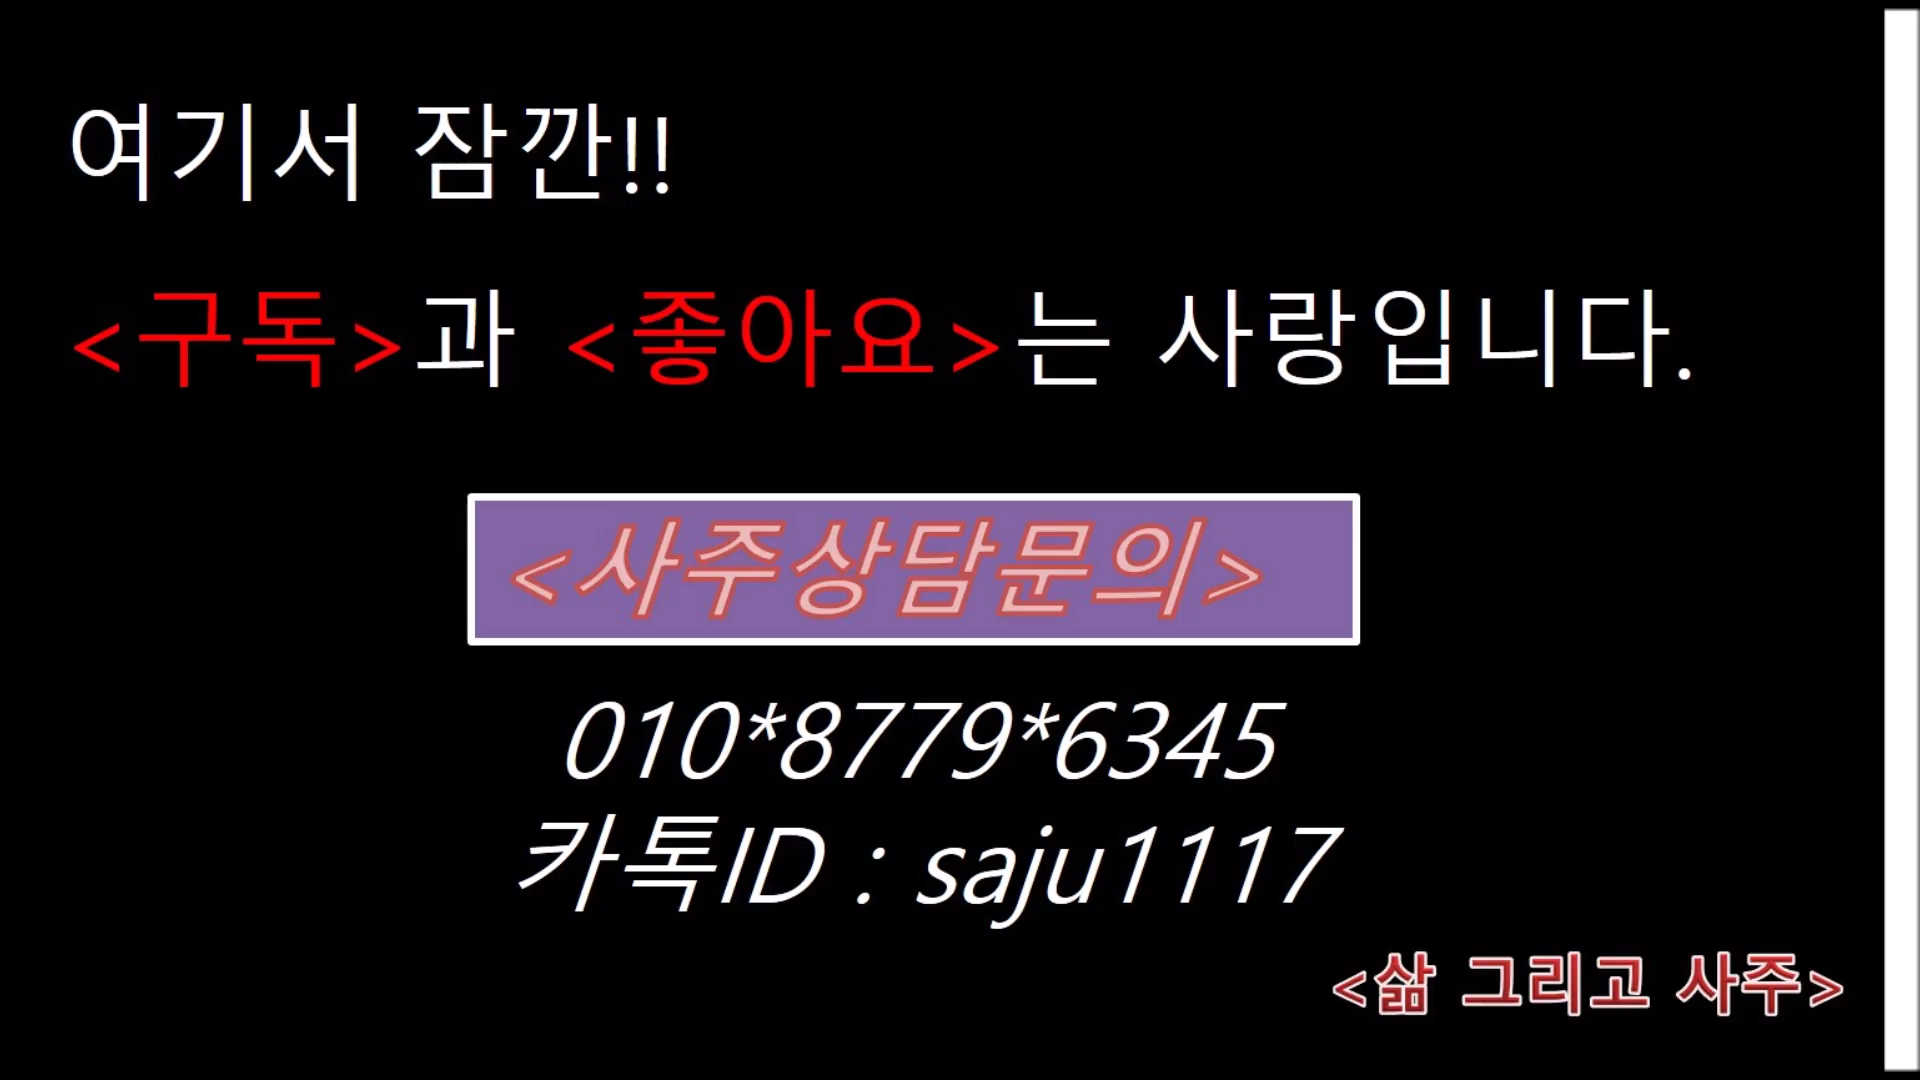 여기서 잠깐!!
<구독>과 <좋아요>는 사랑입니다.
<사주상담문의>
010*8779*6345
카톡ID : saju1117
<삶 그리고 사주>